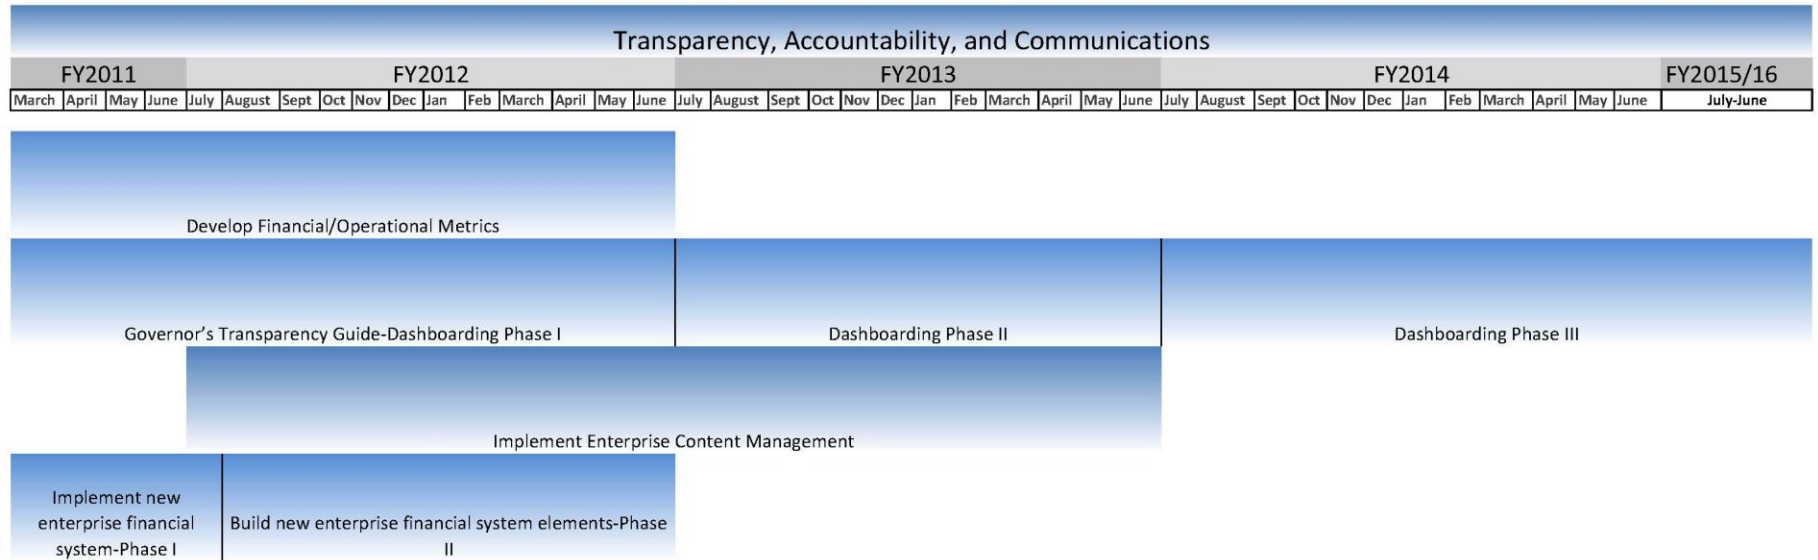 Transparency, Accountability, and Communications
FY2011 FY2012 FY2013 FY2014 FY2015/16
March April May June July August Sept Oct Nov Dec Jan Feb March April May June July August Sept Oct Nov Dec Jan Feb March April May June July August Sept Oct Nov Dec Jan Feb March April May June July-June
Develop Financial/Operational Metrics
Governor’s Transparency Guide-Dashboarding Phase I Dashboarding Phase II Dashboarding Phase III
Implement Enterprise Content Management
Implement new
enterprise financial
system-Phase I
Build new enterprise financial system elements-Phase
II